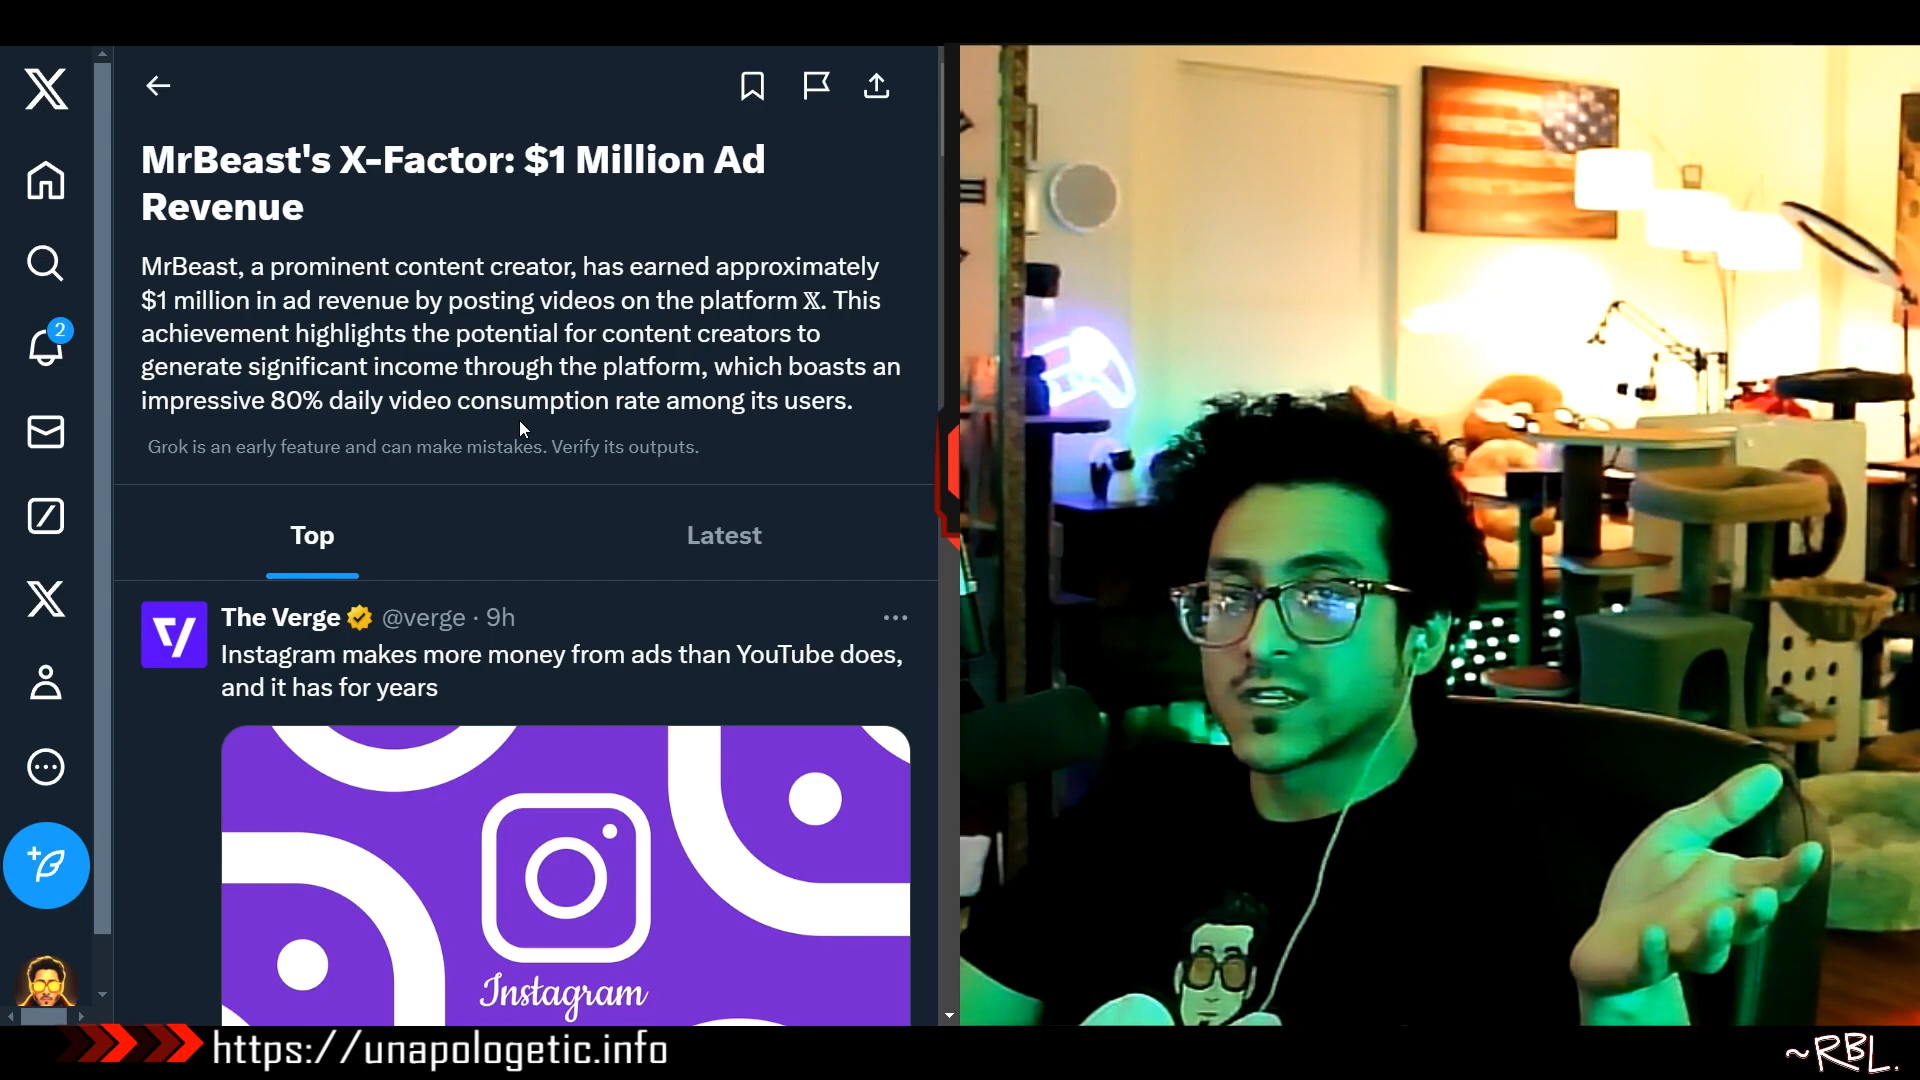 MrBeast's X-Factor: $1 Million Ad
Revenue
MrBeast, a prominent content creator, has earned approximately
$1 million in ad revenue by posting videos on the platform 𝕏. This
achievement highlights the potential for content creators to
generate significant income through the platform, which boasts an
impressive 80% daily video consumption rate among its users.
Grok is an early feature and can make mistakes. Verify its outputs.
2
Top
Latest
The Verge @verge · 9h
Instagram makes more money from ads than YouTube does,
and it has for years
Instagram
https://unapologetic.info
~RBL.